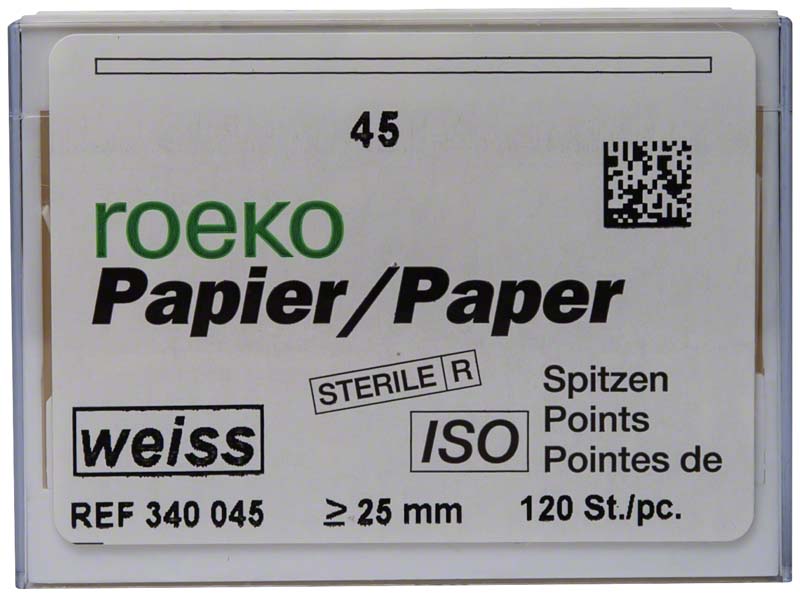 45
roeko
Papier/Paper
STERILE R
Spitzen
weiss
ISO
Points
Pointes de
REF 340 045
≥ 25 mm
120 St./pc.